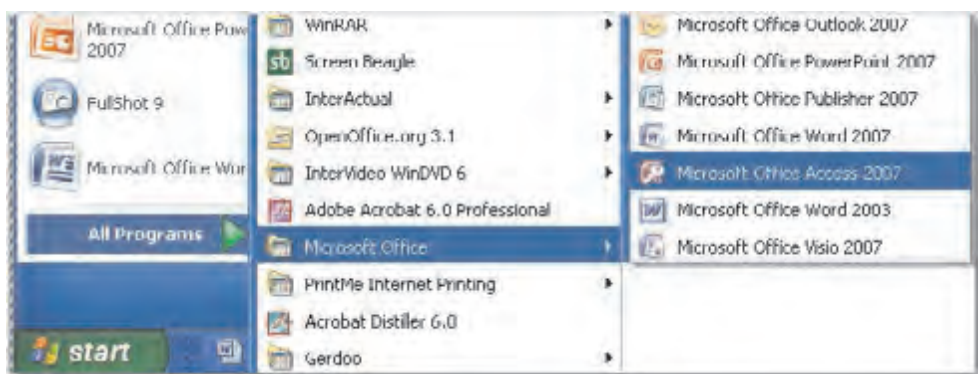 Microsoft Office Pow
2007
FullShot 9
Microsoft Office Wor
All Programs
start
WinRAR
Screen Beagle
InterActual
OpenOffice.org 3.1
InterVideo WinDVD 6
Adobe Acrobat 6.0 Professional
Microsoft Office
PrintMe Internet Printing
Acrobat Distiller 6.0
Gerdoo
Microsoft Office Outlook 2007
Microsoft Office PowerPoint 2007
Microsoft Office Publisher 2007
Microsoft Office Word 2007
Microsoft Office Access 2007
Microsoft Office Word 2003
Microsoft Office Visio 2007